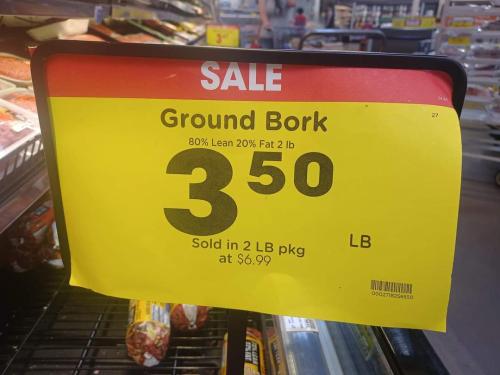 SALE
27
Ground Bork
80% Lean 20% Fat 2 lb
3 50
LB
Sold in 2 LB pkg
at $6.99